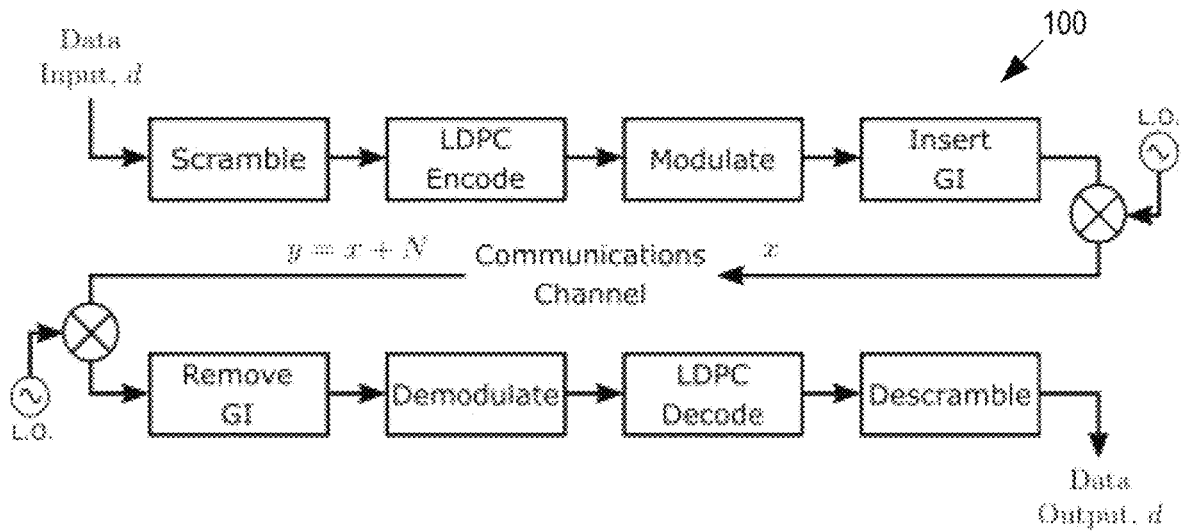 100
Data
Input, d
L.O.
Scramble
LDPC
Encode
Modulate
Insert
GI
y = x + N
Communications
Channel
x
Remove
GI
Demodulate
LDPC
Decode
Descramble
L.O.
Data
Output, d